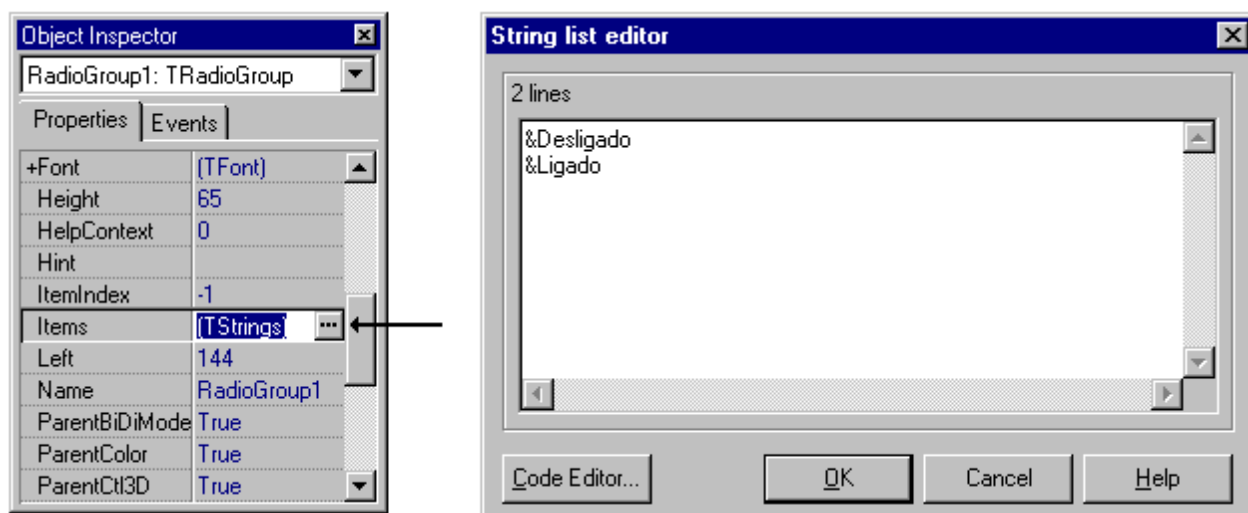 Object Inspector
RadioGroup1: TRadioGroup
Properties Events
+Font (TFont)
Height 65
HelpContext 0
Hint
ItemIndex -1
Items (TStrings) ...
Left 144
Name RadioGroup1
ParentBiDiMode True
ParentColor True
ParentCtl3D True
String list editor
2 lines
&Desligado
&Ligado
Code Editor... OK Cancel Help